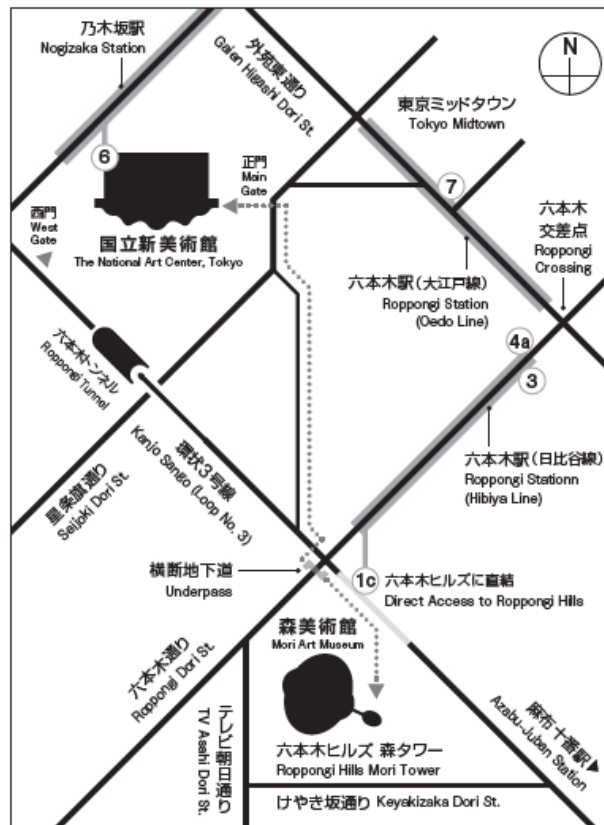 乃木坂駅
Nogizaka Station
外苑東通り
Gaien Higashi Dori St.
N
東京ミッドタウン
Tokyo Midtown
6
正門
Main
Gate
7
六本木
交差点
Roppongi
Crossing
西門
West
Gate
国立新美術館
The National Art Center, Tokyo
六本木駅(大江戸線)
Roppongi Station
(Oedo Line)
4a
3
六本木トンネル
Roppongi Tunnel
環状3号線
Kanjo Sango (Loop No. 3)
星条旗通り
Seijoki Dori St.
六本木駅(日比谷線)
Roppongi Stationn
(Hibiya Line)
横断地下道
Underpass
1c
六本木ヒルズに直結
Direct Access to Roppongi Hills
森美術館
Mori Art Museum
六本木通り
Roppongi Dori St.
テレビ朝日通り
TV Asahi Dori St.
六本木ヒルズ 森タワー
Roppongi Hills Mori Tower
麻布十番駅
Azabu-Juban Station
けやき坂通り Keyakizaka Dori St.